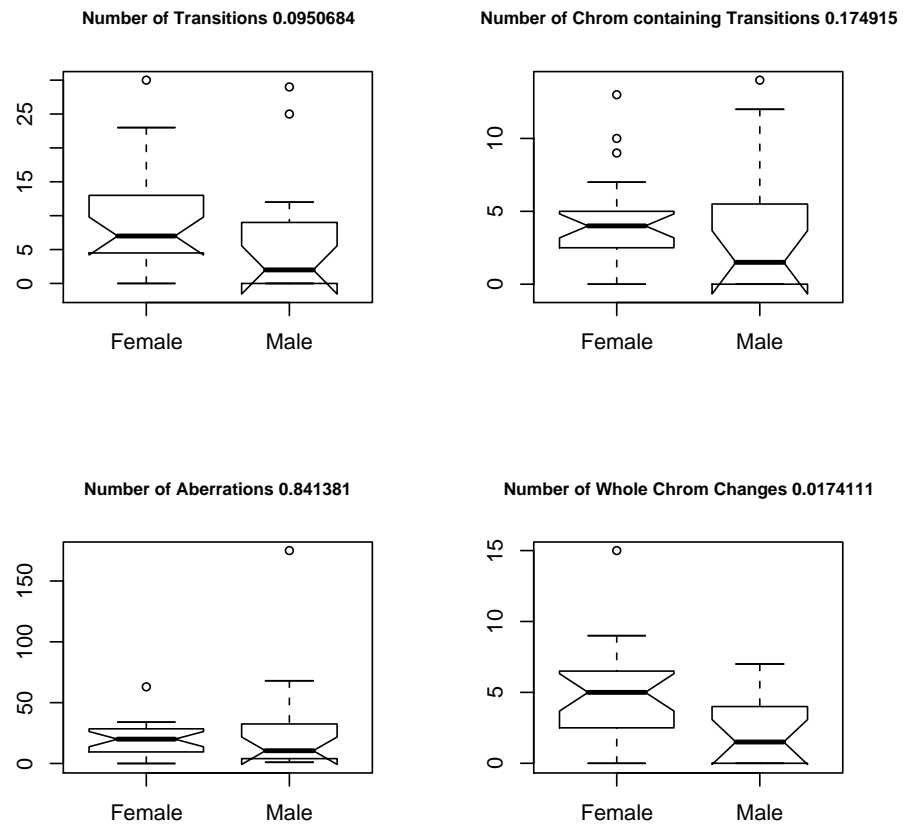 Number of Transitions 0.0950684
25
15
5
0
Female Male
Number of Chrom containing Transitions 0.174915
10
5
0
Female Male
Number of Aberrations 0.841381
150
100
50
0
Female Male
Number of Whole Chrom Changes 0.0174111
15
10
5
0
Female Male